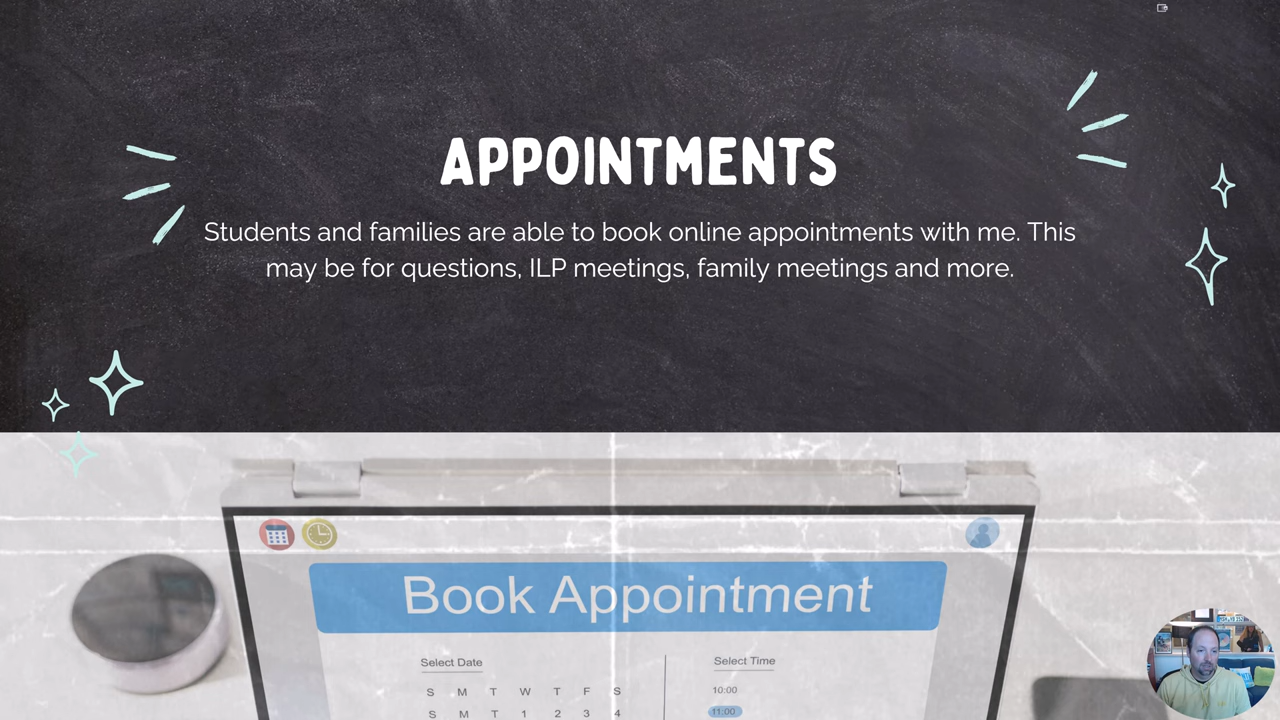 APPOINTMENTS
Students and families are able to book online appointments with me. This
may be for questions, ILP meetings, family meetings and more.
Book Appointment
Select Date
Select Time
S M T W T F S
10:00
S M T 1 2 3 4
11:00